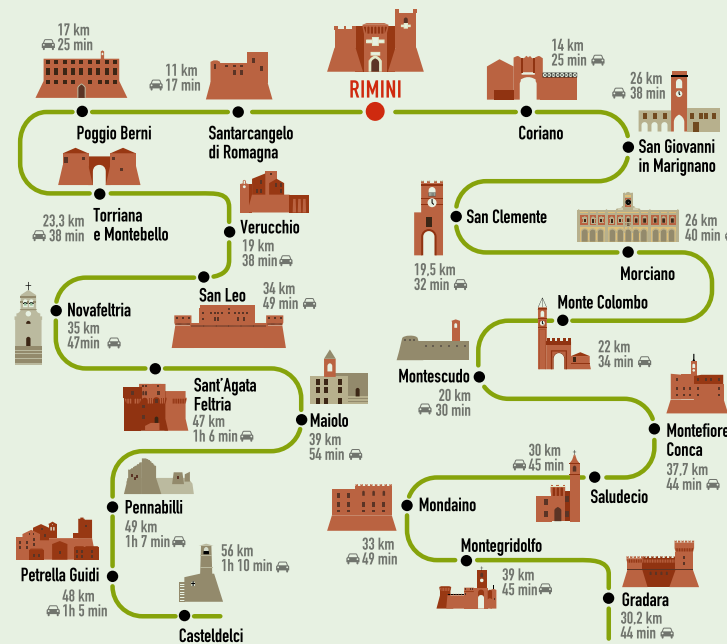 17 km
25 min
11 km
17 min
RIMINI
14 km
25 min
26 km
38 min
Poggio Berni
Santarcangelo
di Romagna
Coriano
San Giovanni
in Marignano
Torriana
e Montebello
23,3 km
38 min
Verucchio
19 km
38 min
San Clemente
19,5 km
32 min
26 km
40 min
Morciano
San Leo
34 km
49 min
Novafeltria
35 km
47min
Monte Colombo
22 km
34 min
Montescudo
20 km
30 min
Sant'Agata
Feltria
47 km
1h 6 min
Maiolo
39 km
54 min
Montefiore
Conca
37,7 km
44 min
30 km
45 min
Saludecio
Pennabilli
49 km
1h 7 min
Mondaino
33 km
49 min
Montegridolfo
39 km
45 min
Petrella Guidi
48 km
1h 5 min
56 km
1h 10 min
Casteldelci
Gradara
30,2 km
44 min